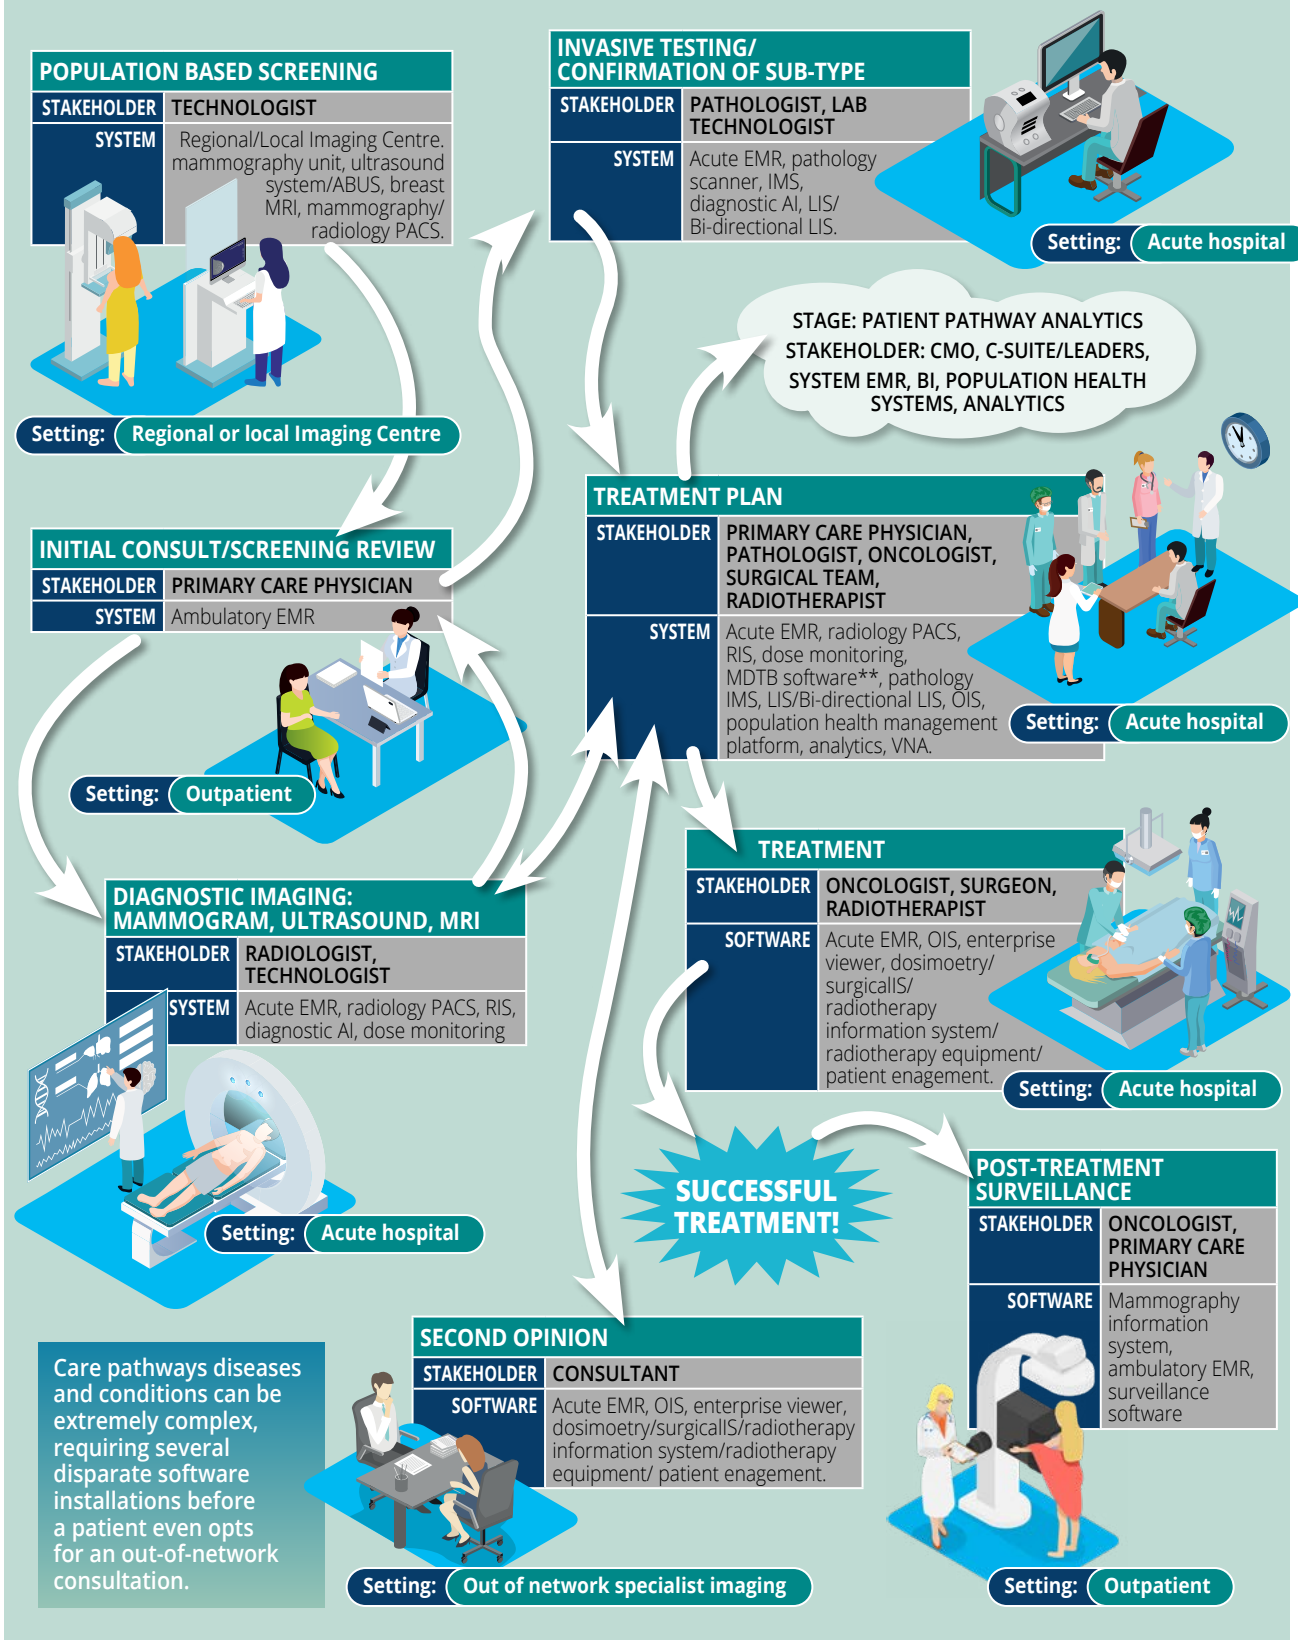 POPULATION BASED SCREENING
STAKEHOLDER
TECHNOLOGIST
SYSTEM
Regional/Local Imaging Centre.
mammography unit, ultrasound
system/ABUS, breast
MRI, mammography/
radiology PACS.
Setting:
Regional or local Imaging Centre
INVASIVE TESTING/
CONFIRMATION OF SUB-TYPE
STAKEHOLDER
PATHOLOGIST, LAB
TECHNOLOGIST
SYSTEM
Acute EMR, pathology
scanner, IMS,
diagnostic AI, LIS/
Bi-directional LIS.
Setting:
Acute hospital
STAGE: PATIENT PATHWAY ANALYTICS
STAKEHOLDER: CMO, C-SUITE/LEADERS,
SYSTEM EMR, BI, POPULATION HEALTH
SYSTEMS, ANALYTICS
INITIAL CONSULT/SCREENING REVIEW
STAKEHOLDER
PRIMARY CARE PHYSICIAN
SYSTEM
Ambulatory EMR
Setting:
Outpatient
TREATMENT PLAN
STAKEHOLDER
PRIMARY CARE PHYSICIAN,
PATHOLOGIST, ONCOLOGIST,
SURGICAL TEAM,
RADIOTHERAPIST
SYSTEM
Acute EMR, radiology PACS,
RIS, dose monitoring,
MDTB software**, pathology
IMS, LIS/Bi-directional LIS, OIS,
population health management
platform, analytics, VNA.
Setting:
Acute hospital
DIAGNOSTIC IMAGING:
MAMMOGRAM, ULTRASOUND, MRI
STAKEHOLDER
RADIOLOGIST,
TECHNOLOGIST
SYSTEM
Acute EMR, radiology PACS, RIS,
diagnostic AI, dose monitoring
Setting:
Acute hospital
TREATMENT
STAKEHOLDER
ONCOLOGIST, SURGEON,
RADIOTHERAPIST
SOFTWARE
Acute EMR, OIS, enterprise
viewer, dosimoetry/
surgicalIS/
radiotherapy
information system/
radiotherapy equipment/
patient enagement.
Setting:
Acute hospital
SUCCESSFUL
TREATMENT!
POST-TREATMENT
SURVEILLANCE
STAKEHOLDER
ONCOLOGIST,
PRIMARY CARE
PHYSICIAN
SOFTWARE
Mammography
information
system,
ambulatory EMR,
surveillance
software
Setting:
Outpatient
SECOND OPINION
STAKEHOLDER
CONSULTANT
SOFTWARE
Acute EMR, OIS, enterprise viewer,
dosimoetry/surgicalIS/radiotherapy
information system/radiotherapy
equipment/ patient enagement.
Setting:
Out of network specialist imaging
Care pathways diseases
and conditions can be
extremely complex,
requiring several
disparate software
installations before
a patient even opts
for an out-of-network
consultation.